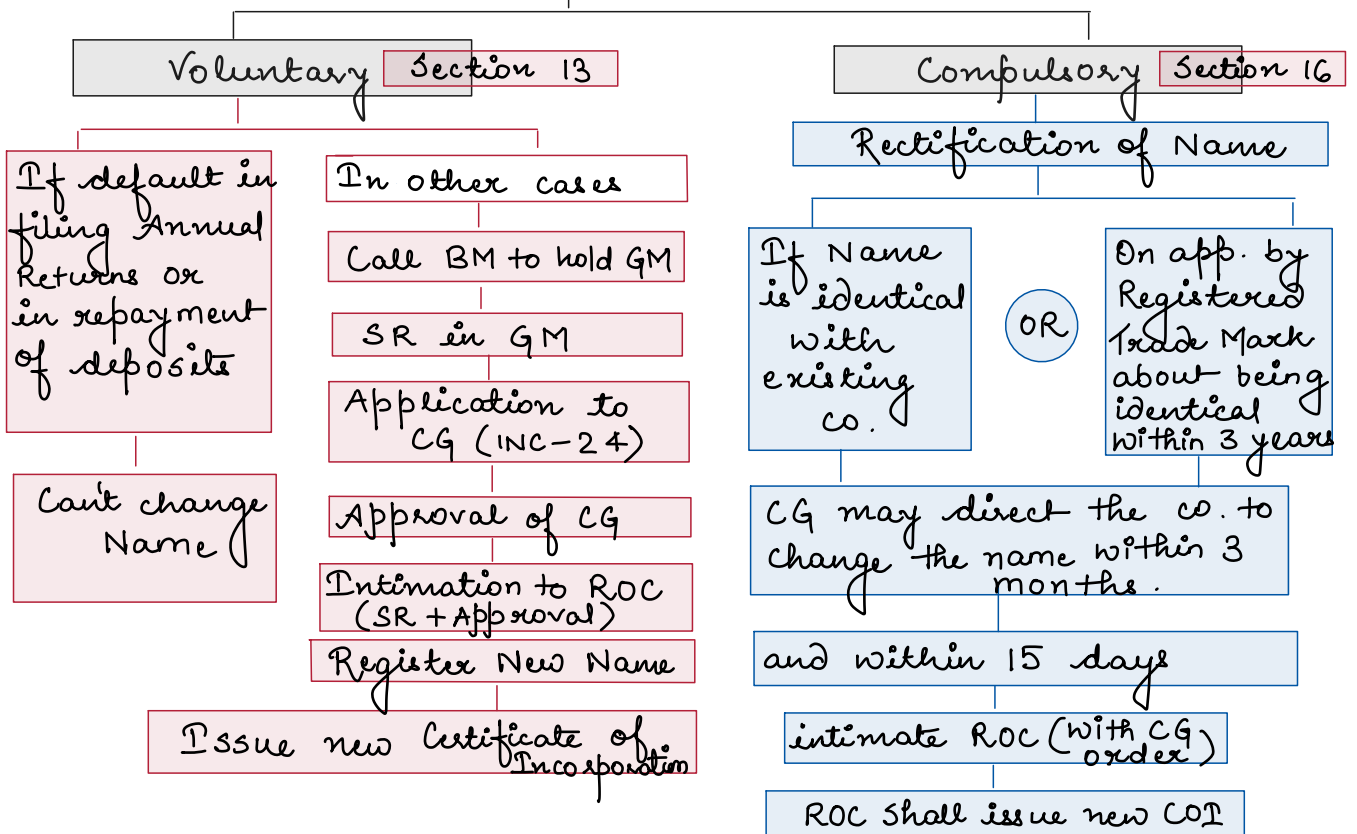 Voluntary Section 13
If default in
filing Annual
Returns or
in repayment
of deposits
Can't change
Name
In other cases
Call BM to hold GM
SR in GM
Application to
CG (INC-24)
Approval of CG
Intimation to ROC
(SR + Approval)
Register New Name
Issue new Certificate of
Incorporation
Compulsory Section 16
Rectification of Name
If Name
is identical
with
existing
co.
OR
On app. by
Registered
Trade Mark
about being
identical
within 3 years
CG may direct the co. to
change the name within 3
months.
and within 15 days
intimate ROC (with CG
order)
ROC shall issue new COI